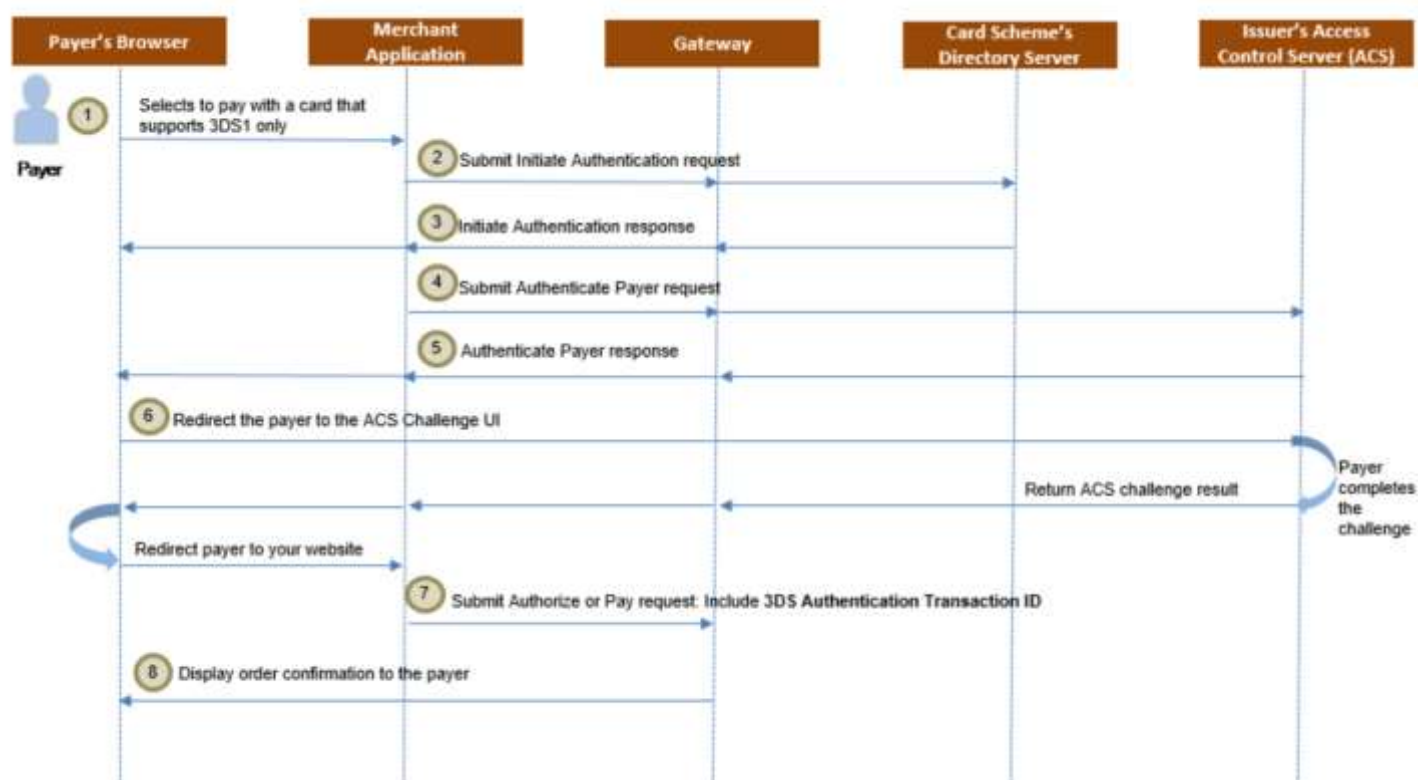 Payer's Browser
Merchant
Application
Gateway
Card Scheme's
Directory Server
Issuer's Access
Control Server (ACS)
1
Selects to pay with a card that
supports 3DS1 only
Payer
2
Submit Initiate Authentication request
3
Initiate Authentication response
4
Submit Authenticate Payer request
5
Authenticate Payer response
6
Redirect the payer to the ACS Challenge UI
Payer
completes
the
challenge
Return ACS challenge result
Redirect payer to your website
7
Submit Authorize or Pay request: Include 3DS Authentication Transaction ID
8
Display order confirmation to the payer